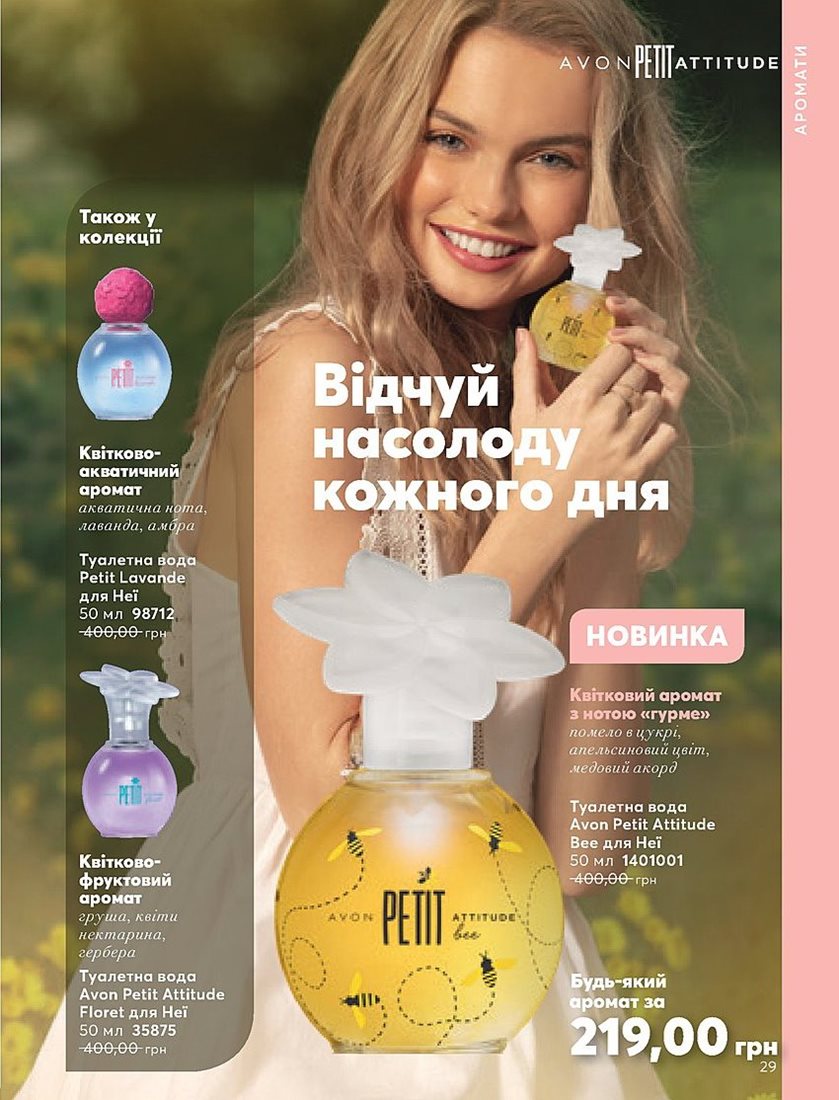 AVON PETIT ATTITUDE
АРОМАТИ
Також у
колекції
PETIT
Квітково-
акватичний
аромат
акватична нота,
лаванда, амбра
Туалетна вода
Petit Lavande
для Неї
50 мл 98712
400,00 грн
PETIT
Квітково-
фруктовий
аромат
груша, квіти
нектарина,
гербера
Туалетна вода
Avon Petit Attitude
Floret для Неї
50 мл 35875
400,00 грн
PETIT
Відчуй
насолоду
кожного дня
AVON PETIT ATTITUDE
bee
НОВИНКА
Квітковий аромат
з нотою «гурме»
помело в цукрі,
апельсиновий цвіт,
медовий акорд
Туалетна вода
Avon Petit Attitude
Bee для Неї
50 мл 1401001
400,00 грн
Будь-який
аромат за
219,00 грн
29